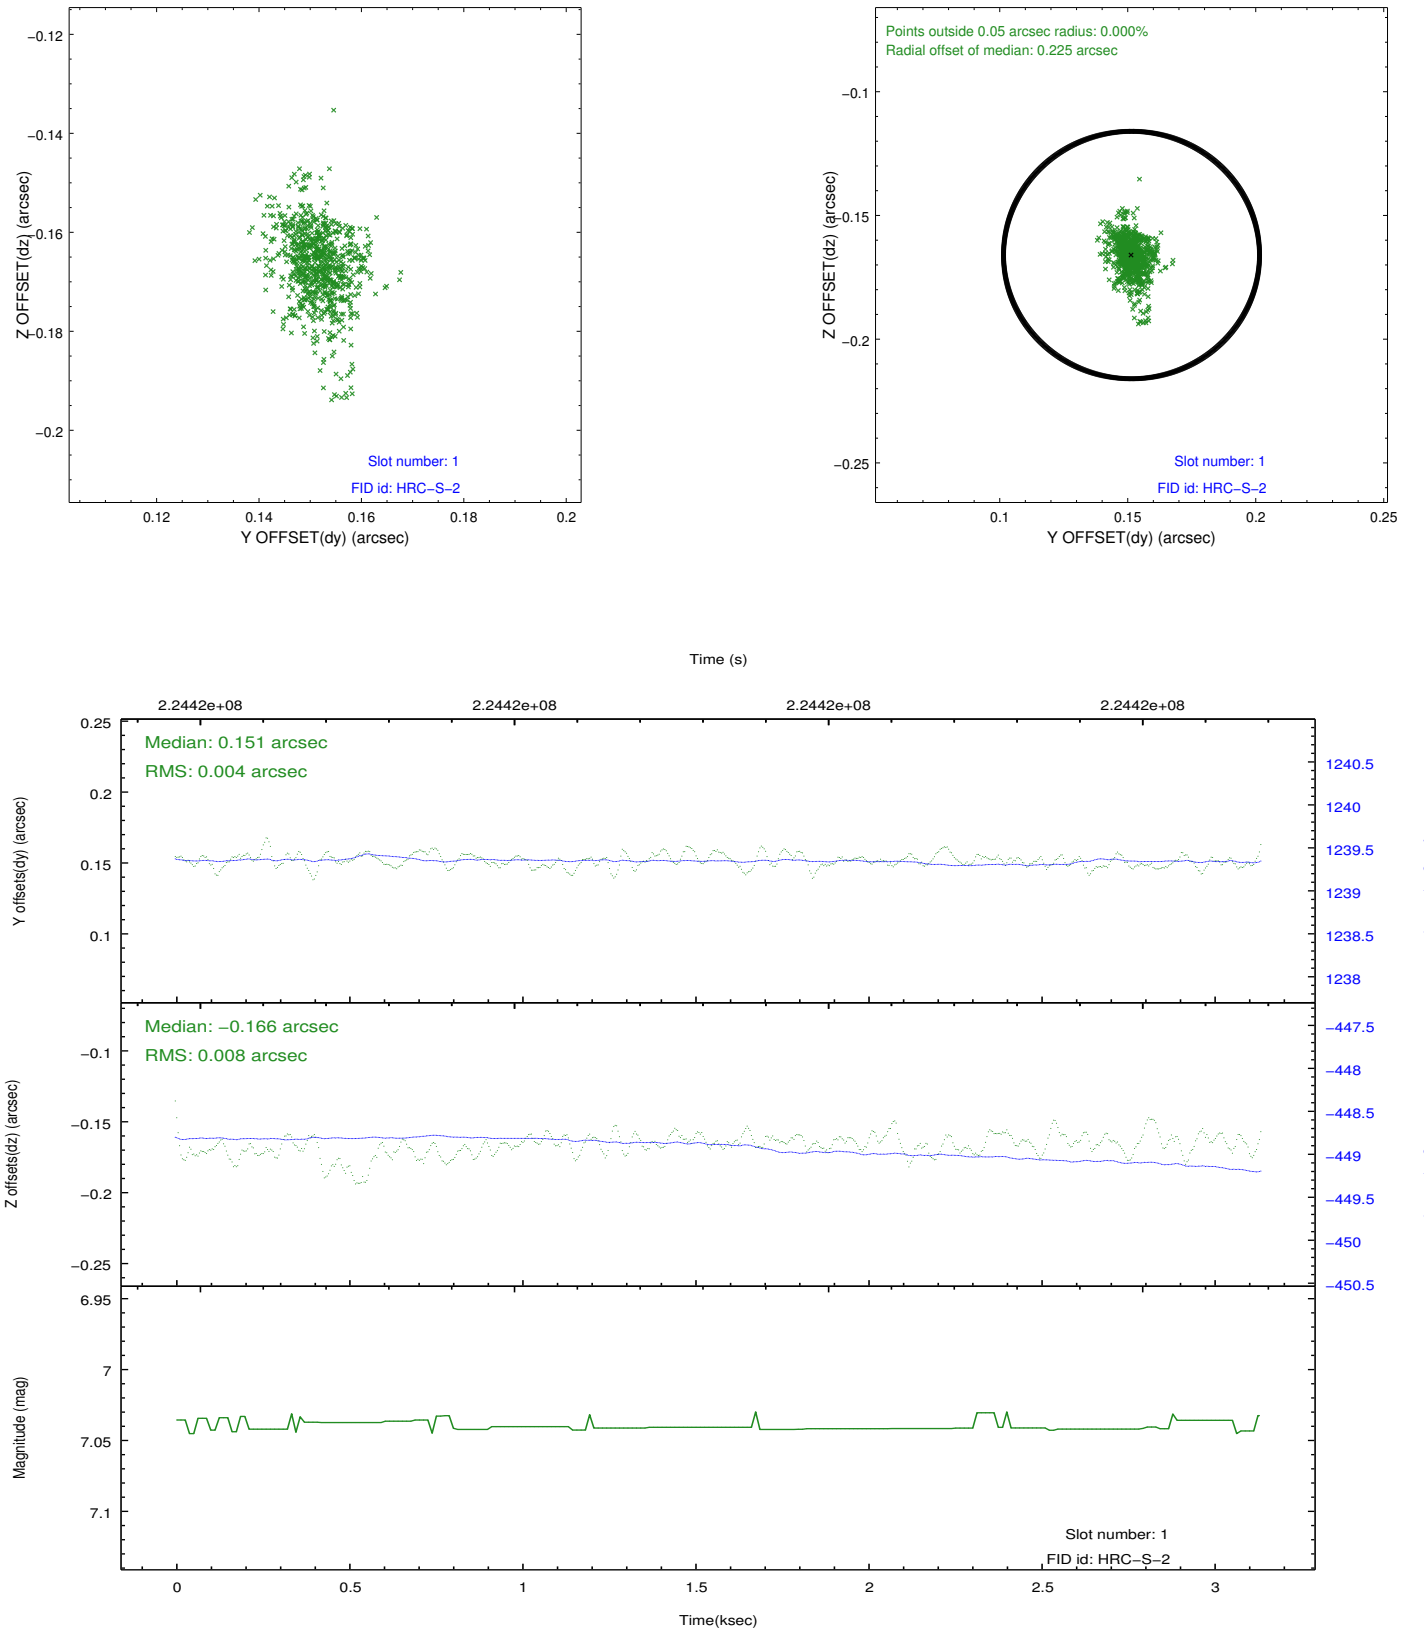 −0.12
−0.14
−0.16
−0.18
−0.2
Z OFFSET(dz) (arcsec)
Slot number: 1
FID id: HRC−S−2
0.12 0.14 0.16 0.18 0.2
Y OFFSET(dy) (arcsec)
Points outside 0.05 arcsec radius: 0.000%
Radial offset of median: 0.225 arcsec
−0.1
−0.15
−0.2
−0.25
Z OFFSET(dz) (arcsec)
Slot number: 1
FID id: HRC−S−2
0.1 0.15 0.2 0.25
Y OFFSET(dy) (arcsec)
Time (s)
2.2442e+08 2.2442e+08 2.2442e+08 2.2442e+08
Median: 0.151 arcsec
RMS: 0.004 arcsec
0.25
0.2
0.15
0.1
Y offsets(dy) (arcsec)
1240.5
1240
1239.5
1239
1238.5
1238
Median: −0.166 arcsec
RMS: 0.008 arcsec
−0.1
−0.15
−0.2
−0.25
Z offsets(dz) (arcsec)
−447.5
−448
−448.5
−449
−449.5
−450
−450.5
6.95
7
7.05
7.1
Magnitude (mag)
Slot number: 1
FID id: HRC−S−2
0 0.5 1 1.5 2 2.5 3
Time(ksec)